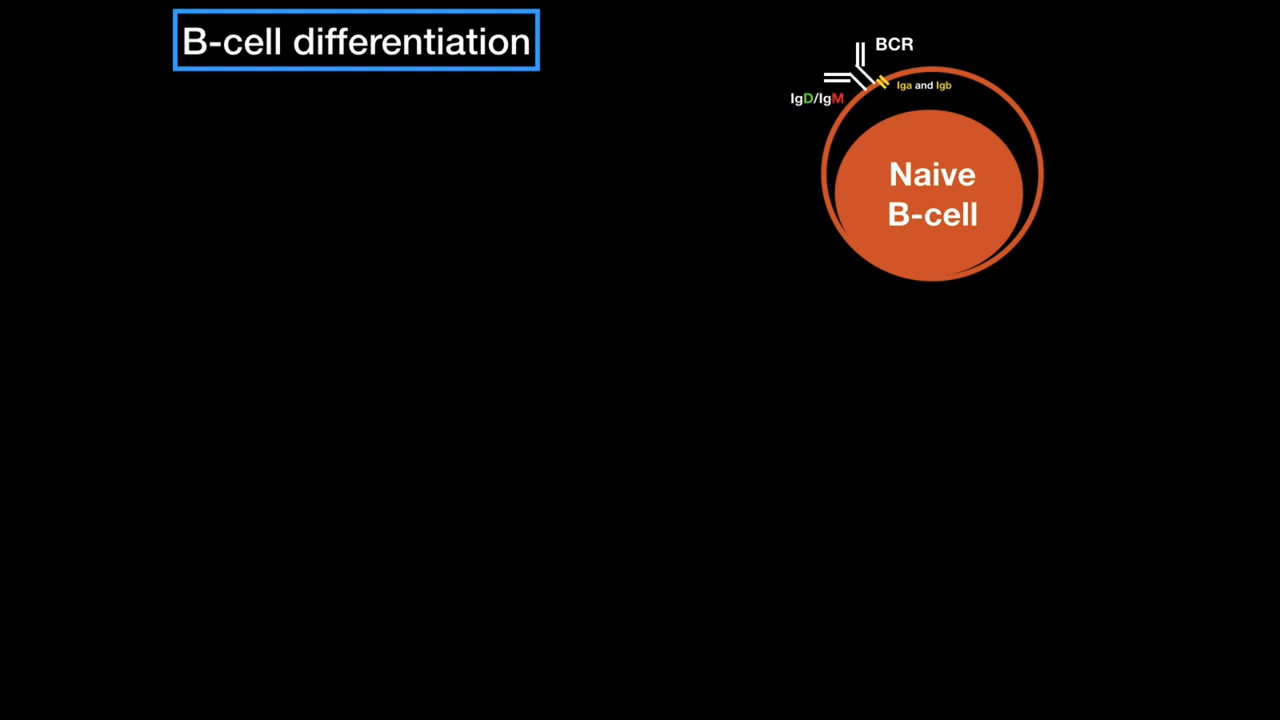 B-cell differentiation
BCR
Iga and Igb
IgD/IgM
Naive
B-cell